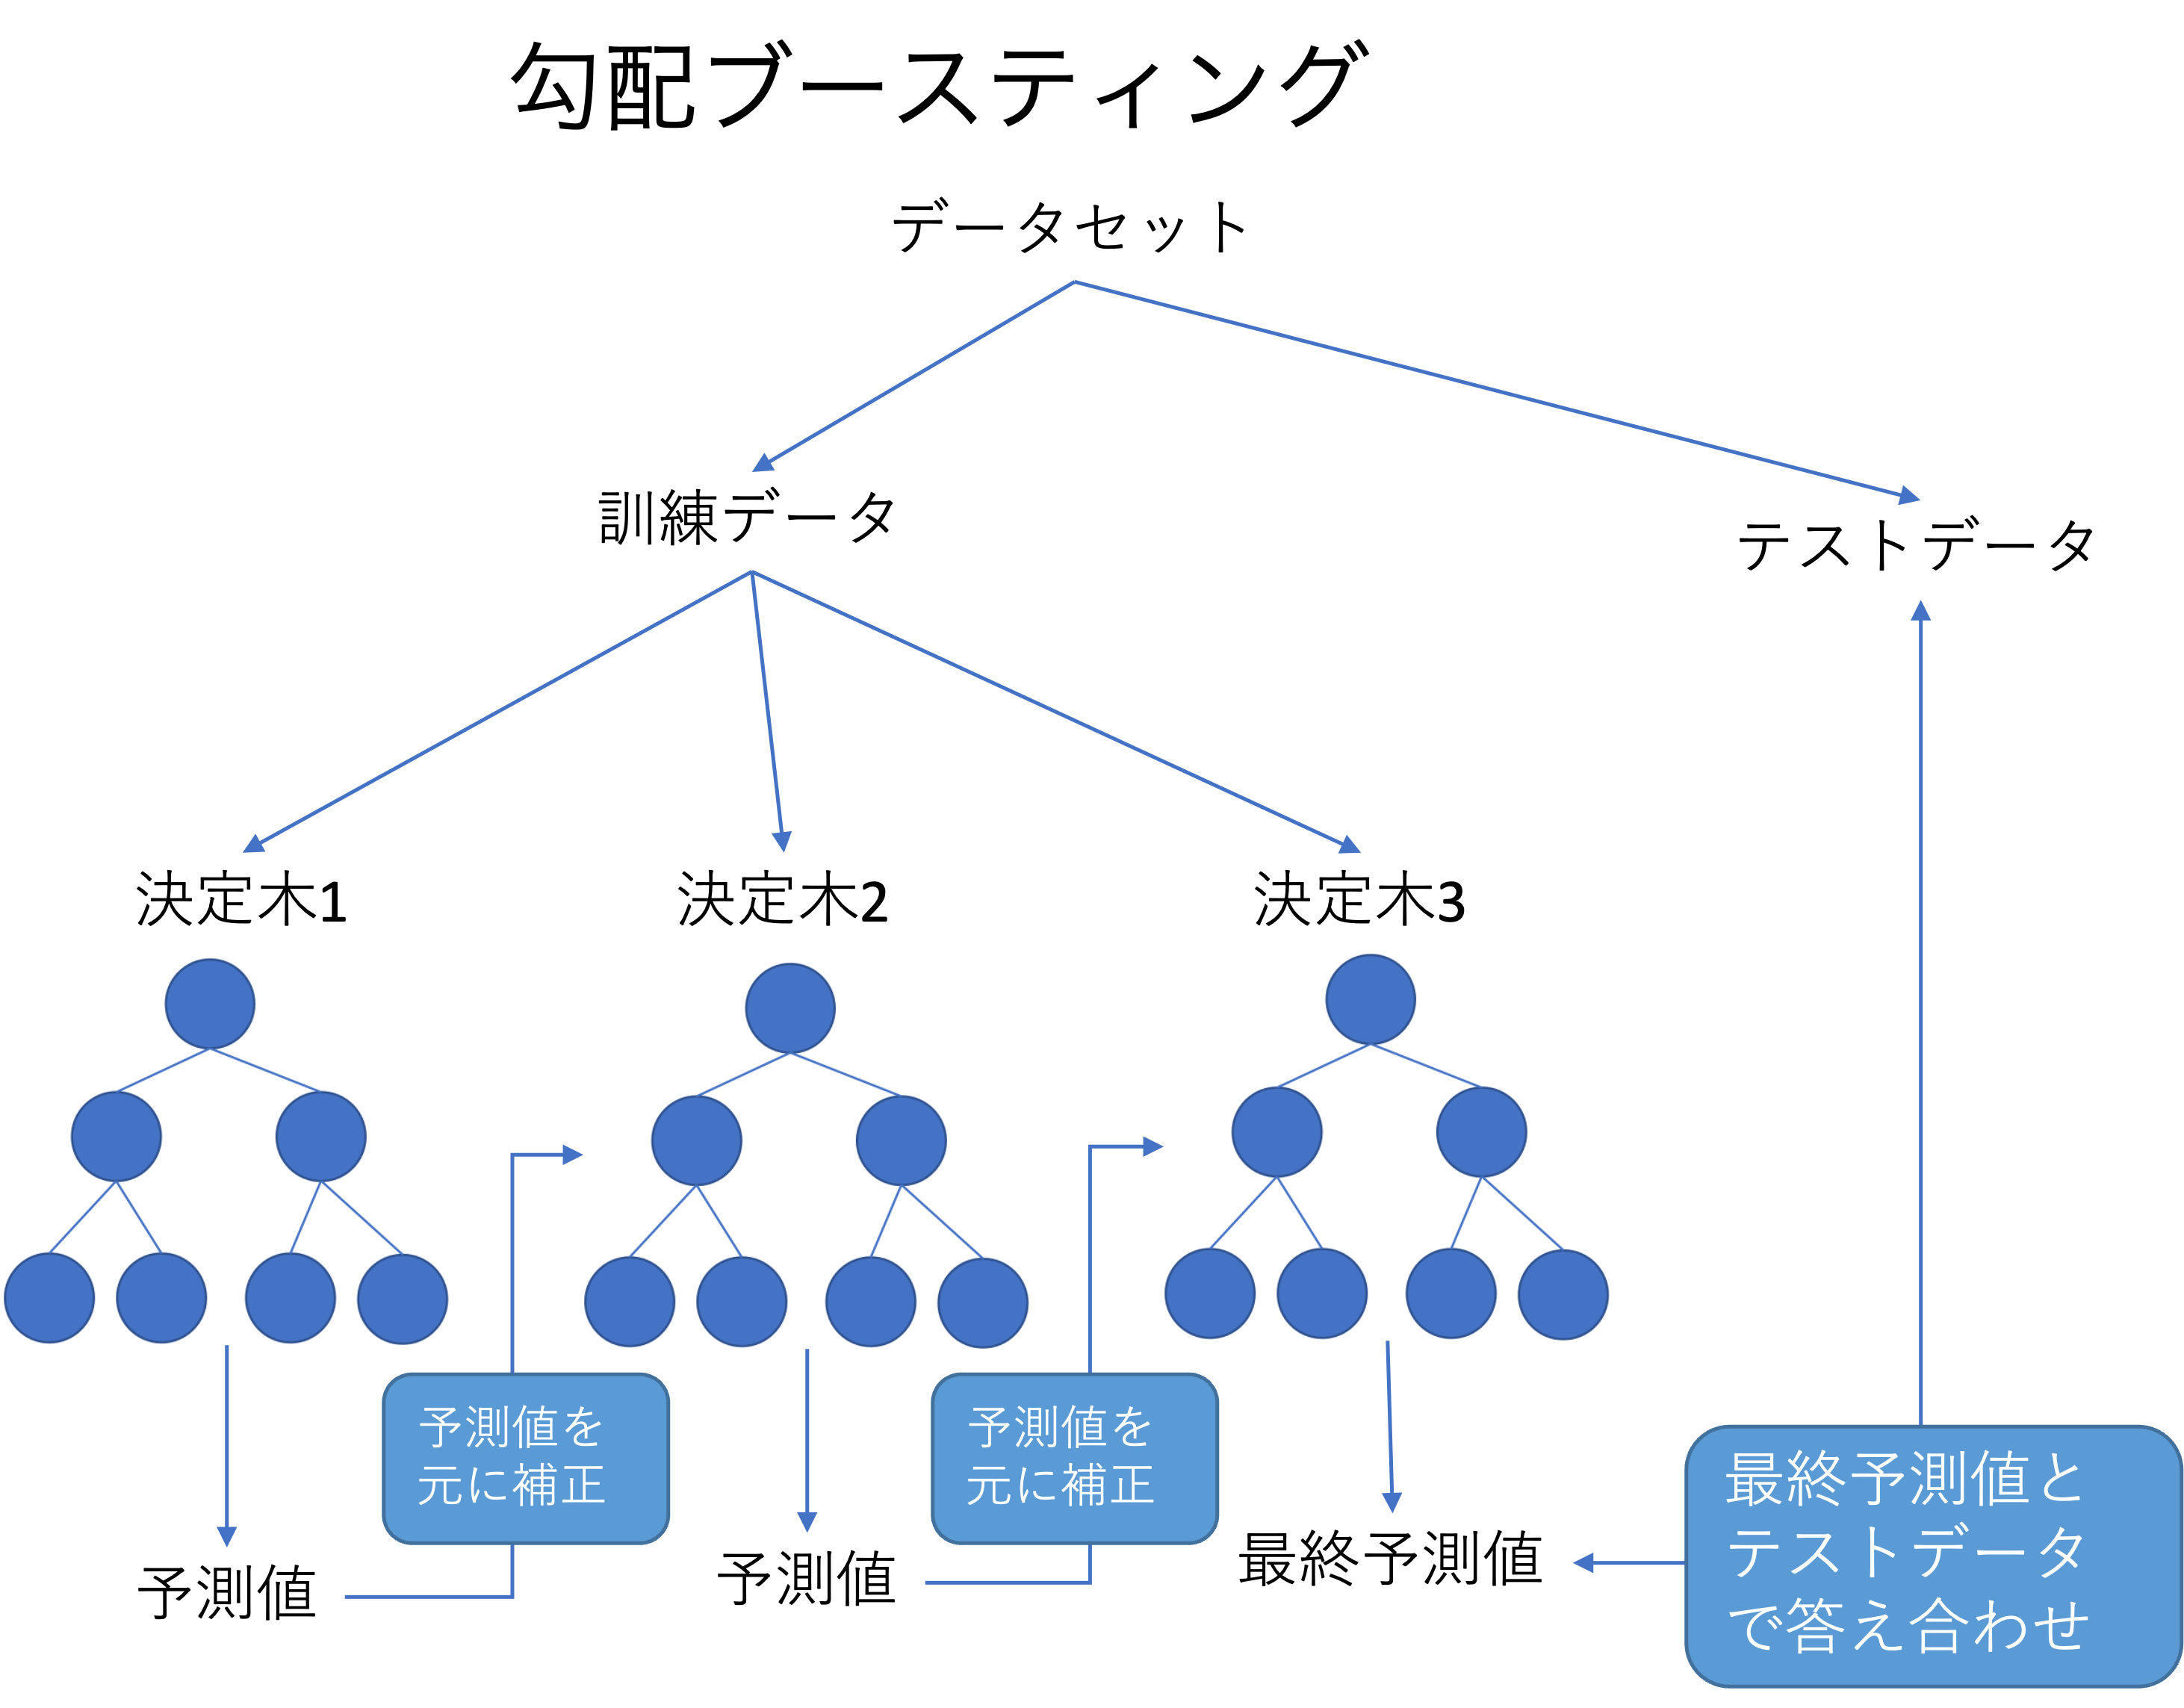 勾配ブースティング
データセット
訓練データ
テストデータ
決定木1
決定木2
決定木3
予測値を
元に補正
予測値を
元に補正
予測値
予測値
最終予測値
最終予測値と
テストデータ
で答え合わせ